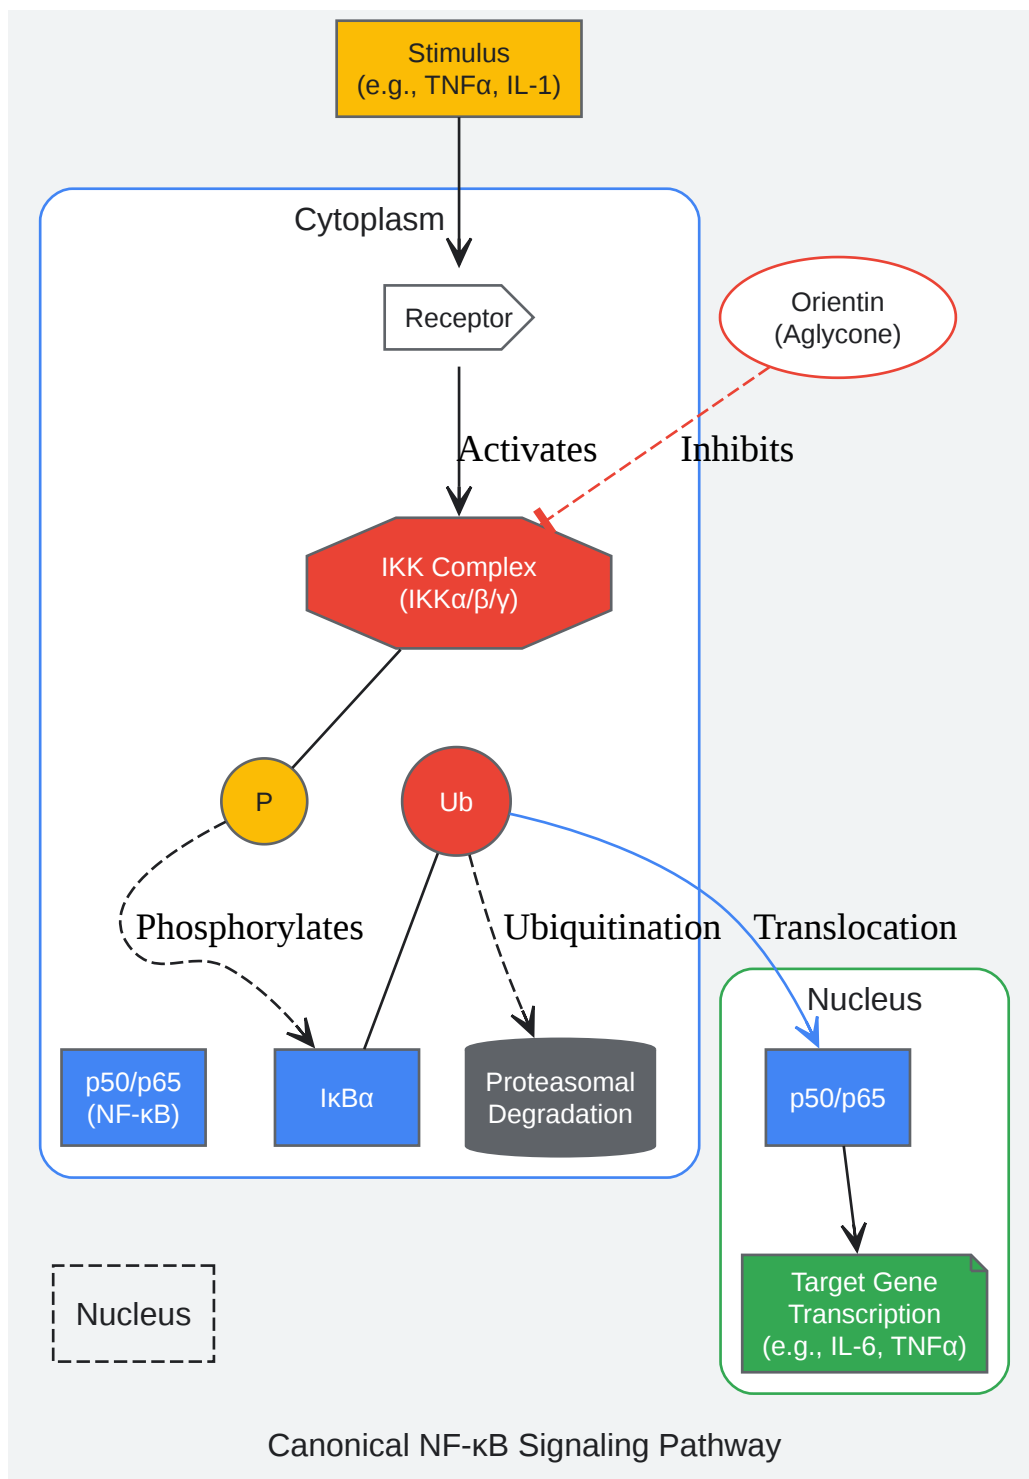 Stimulus
(e.g., TNFα, IL-1)
Cytoplasm
Receptor
Orientin
(Aglycone)
Activates
Inhibits
IKK Complex
(IKKα/β/γ)
P
Ub
Phosphorylates
Ubiquitination
Translocation
Nucleus
p50/p65
(NF-κB)
IκBα
Proteasomal
Degradation
p50/p65
Nucleus
Target Gene
Transcription
(e.g., IL-6, TNFα)
Canonical NF-κB Signaling Pathway